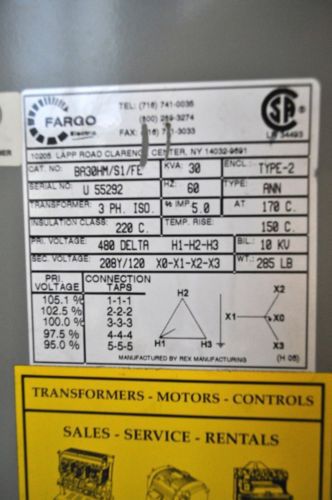 FARGO
Electric
TEL: (716) 741-0035
(800) 269-3274
FAX: (716) 741-3033
SA
LR 34493
10205 LAPP ROAD CLARENCE CENTER, NY 14032-9691
CAT. NO: BA30HM/S1/FE KVA: 30 ENCL: TYPE-2
SERIAL NO: U 55292 HZ: 60 TYPE: ANN
TRANSFORMER: 3 PH. ISO. % IMP 5.0 AT 170 C.
INSULATION CLASS: 220 C. TEMP. RISE: 150 C.
PRI. VOLTAGE: 480 DELTA H1-H2-H3 BIL: 10 KV
SEC. VOLTAGE: 208Y/120 X0-X1-X2-X3 WT.: 285 LB
PRI. VOLTAGE CONNECTION TAPS
105.1 % 1-1-1
102.5 % 2-2-2
100.0 % 3-3-3
97.5 % 4-4-4
95.0 % 5-5-5
H2
H1 H3
X2
X1 X0
X3
MANUFACTURED BY REX MANUFACTURING (H 06)
TRANSFORMERS - MOTORS - CONTROLS
SALES - SERVICE - RENTALS